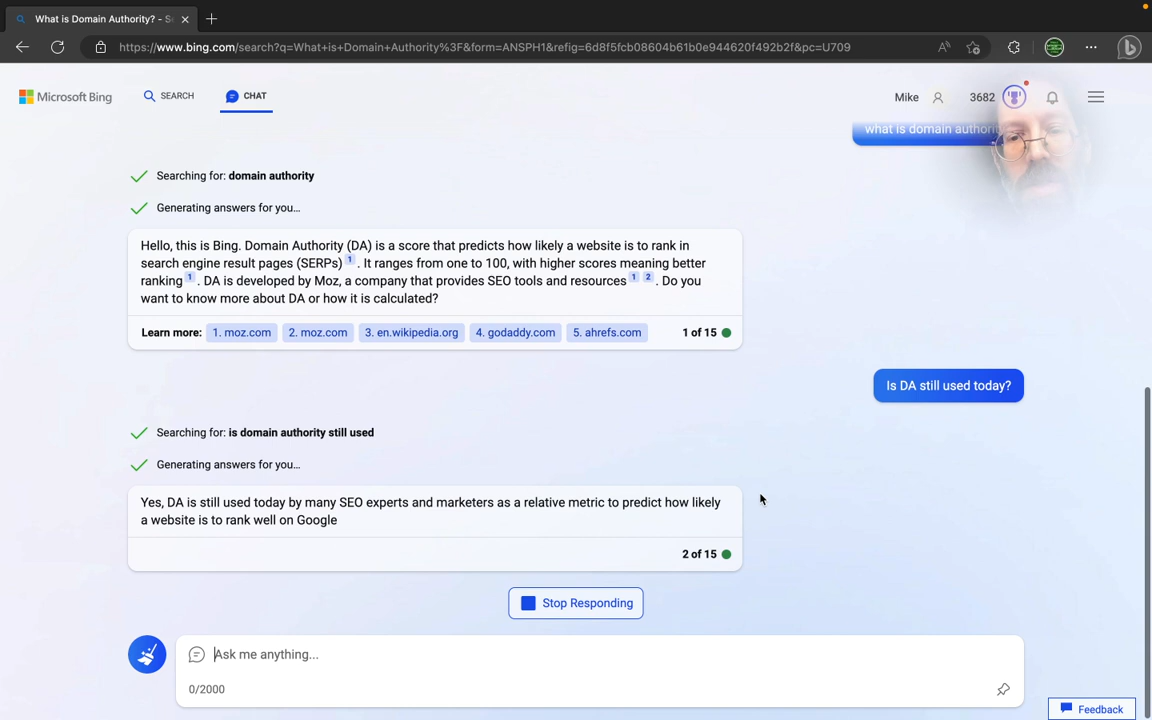 What is Domain Authority? - Se
https://www.bing.com/search?q=What+is+Domain+Authority%3F&form=ANSPH1&refig=6d8f5fcb08604b61b0e944620f492b2f&pc=U709
Microsoft Bing
SEARCH
CHAT
Mike
3682
what is domain authori
Searching for: domain authority
Generating answers for you...
Hello, this is Bing. Domain Authority (DA) is a score that predicts how likely a website is to rank in
search engine result pages (SERPs) 1 . It ranges from one to 100, with higher scores meaning better
ranking 1 . DA is developed by Moz, a company that provides SEO tools and resources 1 2 . Do you
want to know more about DA or how it is calculated?
Learn more: 1. moz.com 2. moz.com 3. en.wikipedia.org 4. godaddy.com 5. ahrefs.com 1 of 15
Is DA still used today?
Searching for: is domain authority still used
Generating answers for you...
Yes, DA is still used today by many SEO experts and marketers as a relative metric to predict how likely
a website is to rank well on Google
2 of 15
Stop Responding
Ask me anything...
0/2000
Feedback